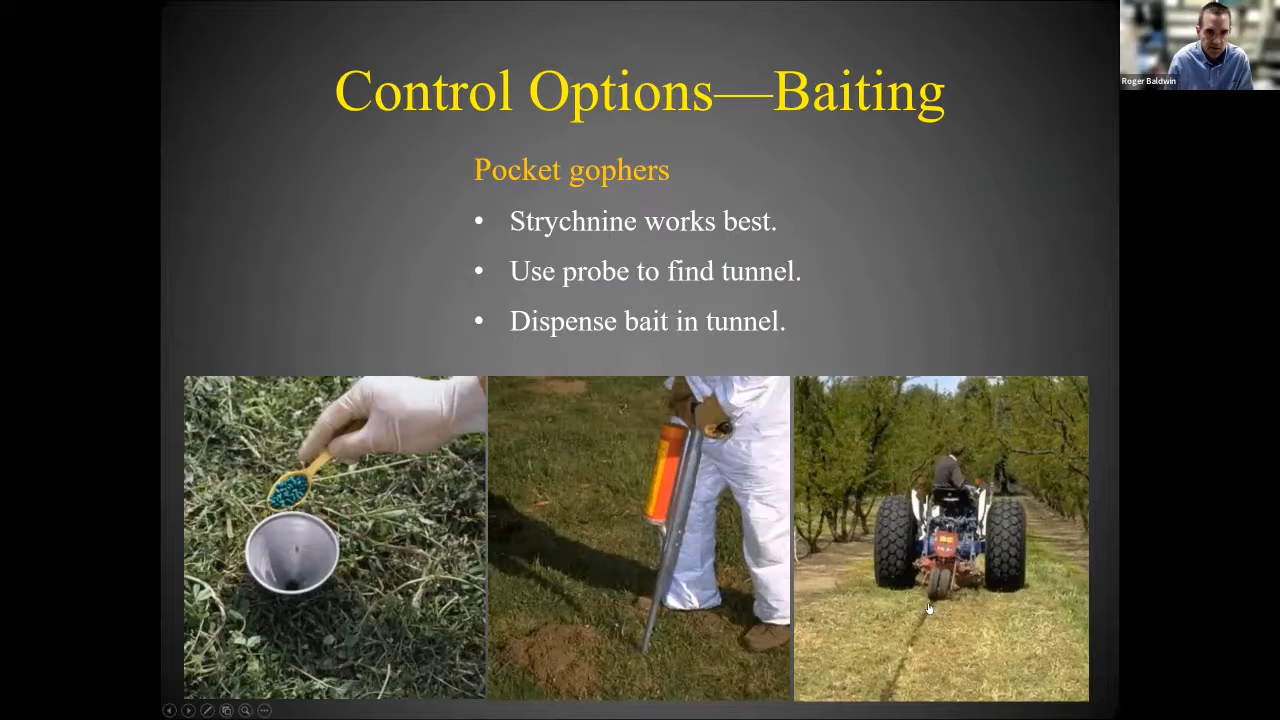 Control Options—Baiting
Pocket gophers
• Strychnine works best.
• Use probe to find tunnel.
• Dispense bait in tunnel.
Roger Baldwin